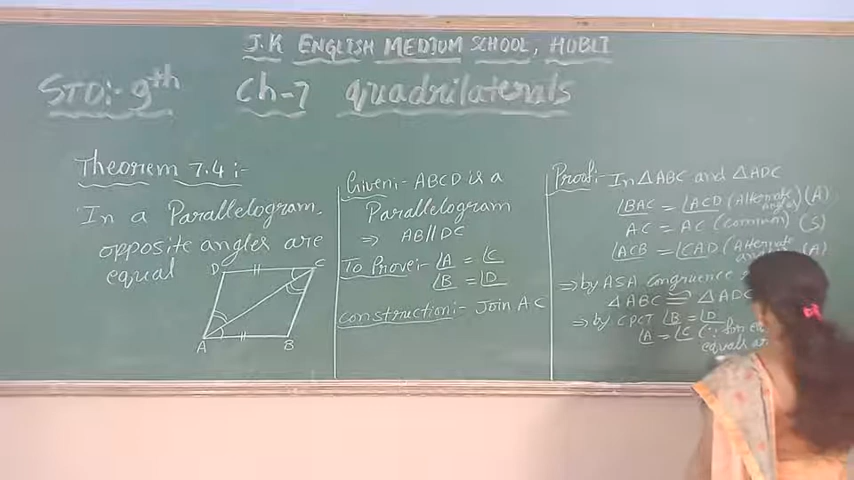 J.K ENGLISH MEDIUM SCHOOL, HUBLI
STD:- 9th Ch-7 quadrilaterals
Theorem 7.4:-
In a Parallelogram.
opposite angles are
equal
D C
A B
Given:- ABCD is a
Parallelogram
⇒ AB∥DC
To Prove:- ∠A = ∠C
∠B = ∠D
Construction:- Join AC
Proof:- In △ABC and △ADC
∠BAC = ∠ACD (Alternate angle) (A)
AC = AC (common) (S)
∠ACB = ∠CAD (Alternate (A)
⇒ by ASA congruence
△ABC ≅ △ADC
⇒ by CPCT ∠B = ∠D
∠A = ∠C (∵
equals